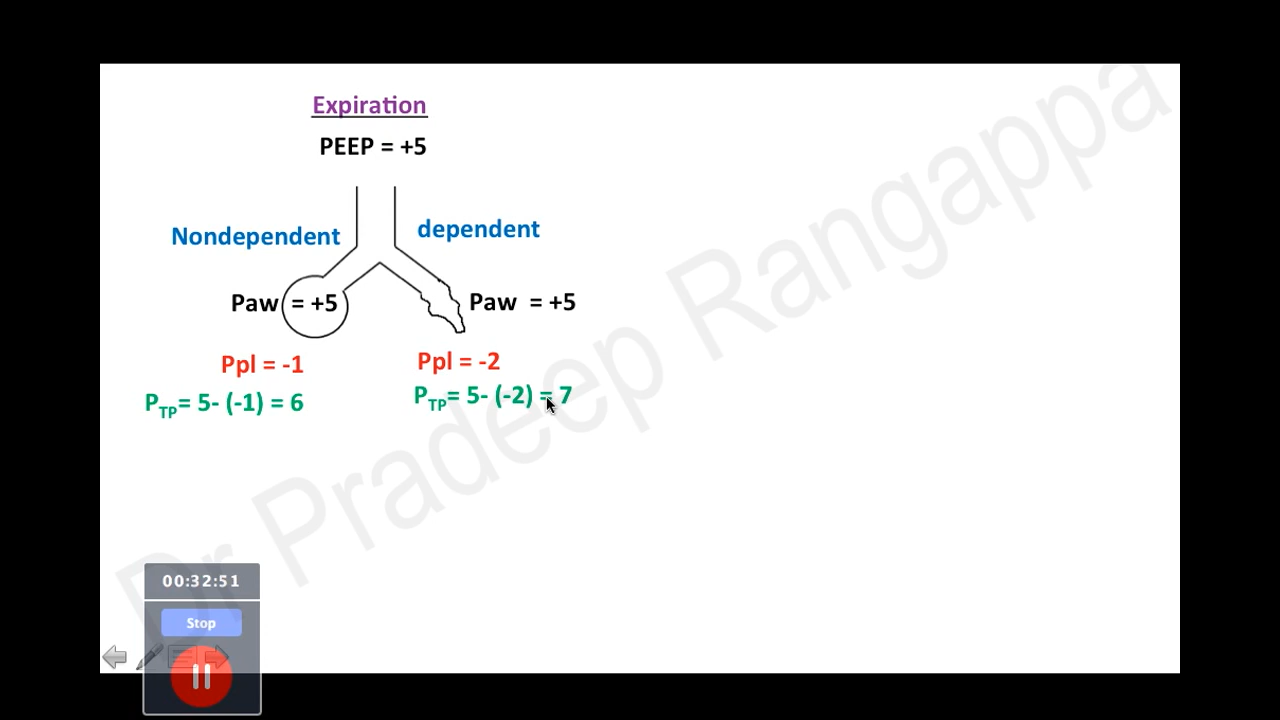 Expiration
PEEP = +5
Nondependent
dependent
Paw = +5
Paw = +5
Ppl = -1
Ppl = -2
PTP= 5- (-1) = 6
PTP= 5- (-2) = 7
Dr Pradeep Rangappa
00:32:51
Stop